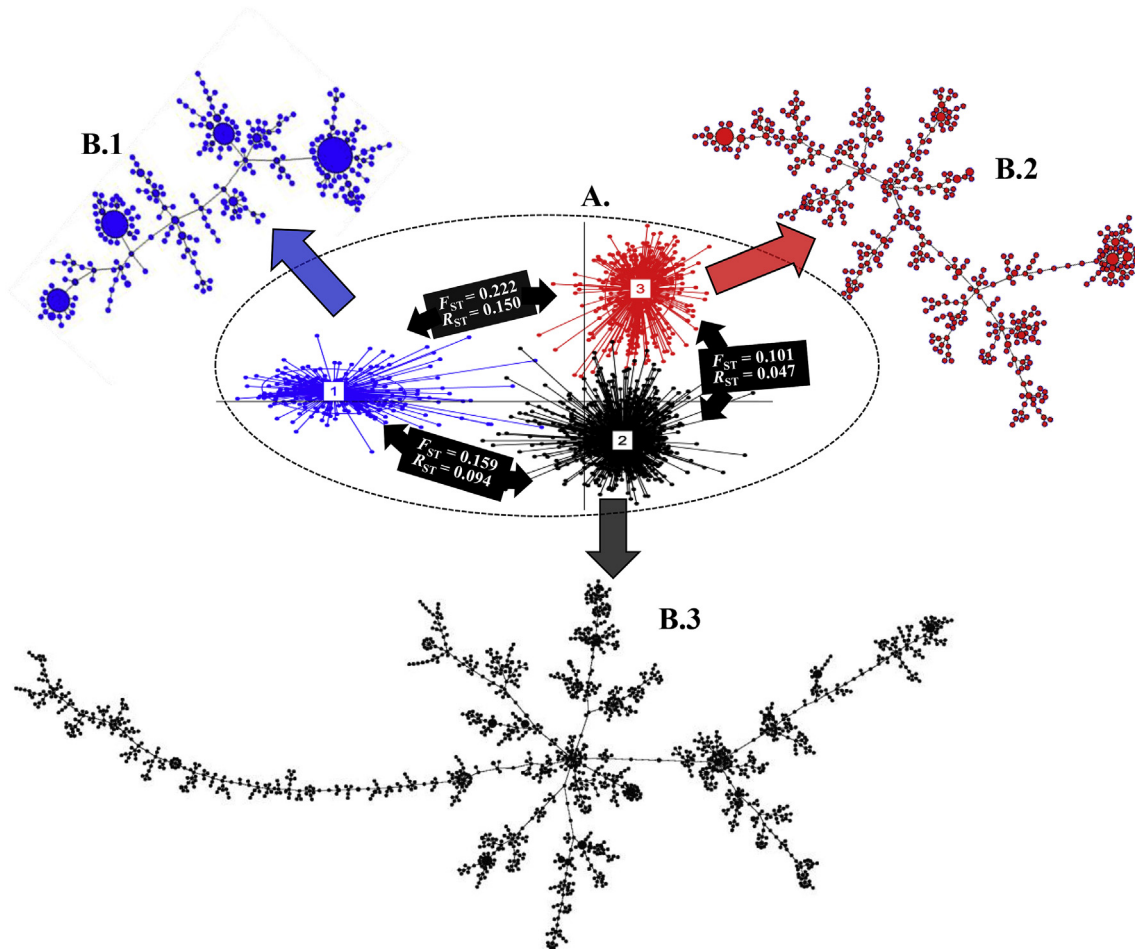 B.1
B.2
A.
3
F_ST = 0.222
R_ST = 0.150
F_ST = 0.101
R_ST = 0.047
1
2
F_ST = 0.159
R_ST = 0.094
B.3